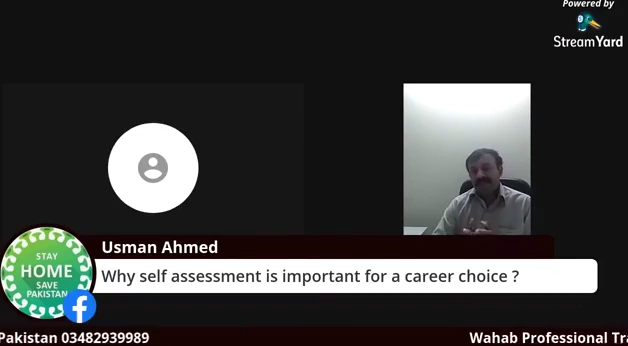 Powered by
StreamYard
Usman Ahmed
Why self assessment is important for a career choice ?
STAY
HOME
SAVE
PAKISTAN
Pakistan 03482939989
Wahab Professional